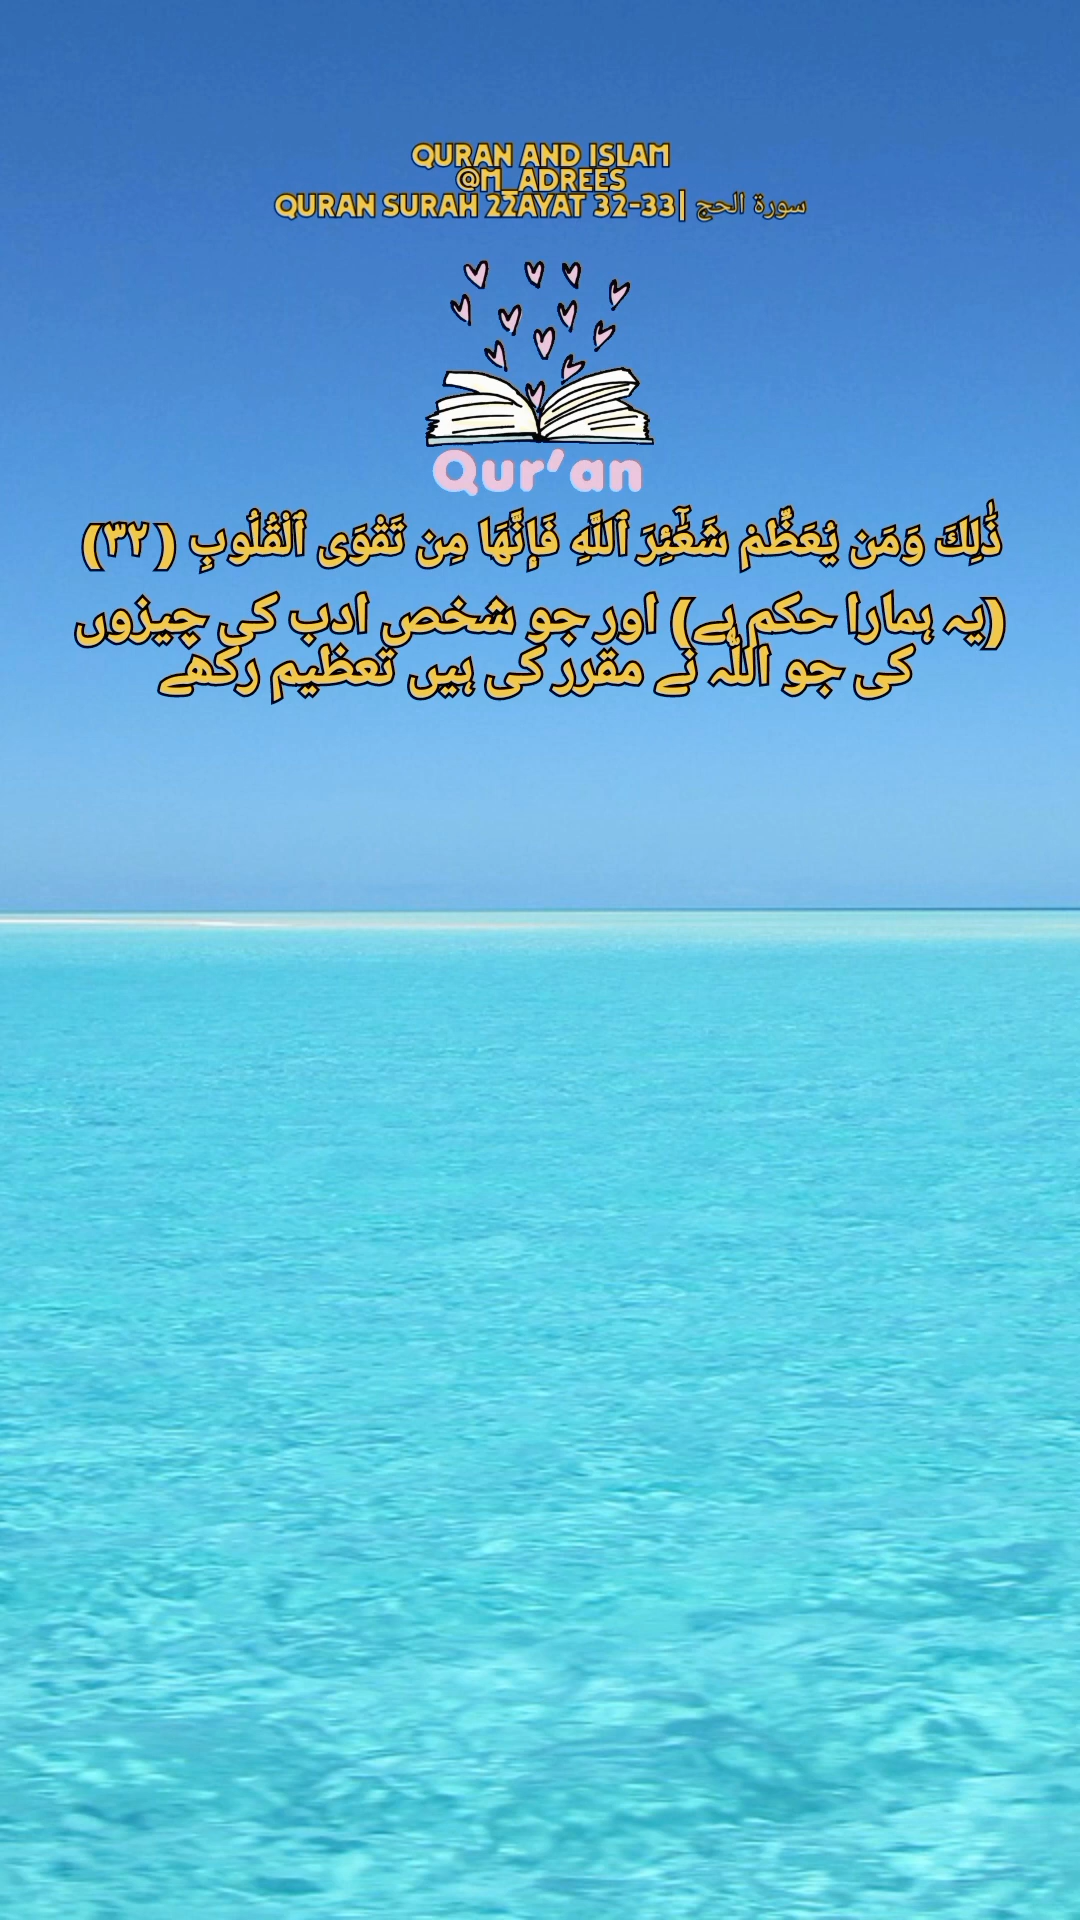 QURAN AND ISLAM
@M_ADREES
QURAN SURAH 22AYAT 32-33| سورة الحج
Qur'an
ذَٰلِكَ وَمَن يُعَظِّمْ شَعَٰٓئِرَ ٱللَّهِ فَإِنَّهَا مِن تَقْوَى ٱلْقُلُوبِ (٣٢)
(یہ ہمارا حکم ہے) اور جو شخص ادب کی چیزوں
کی جو اللہ نے مقرر کی ہیں تعظیم رکھے